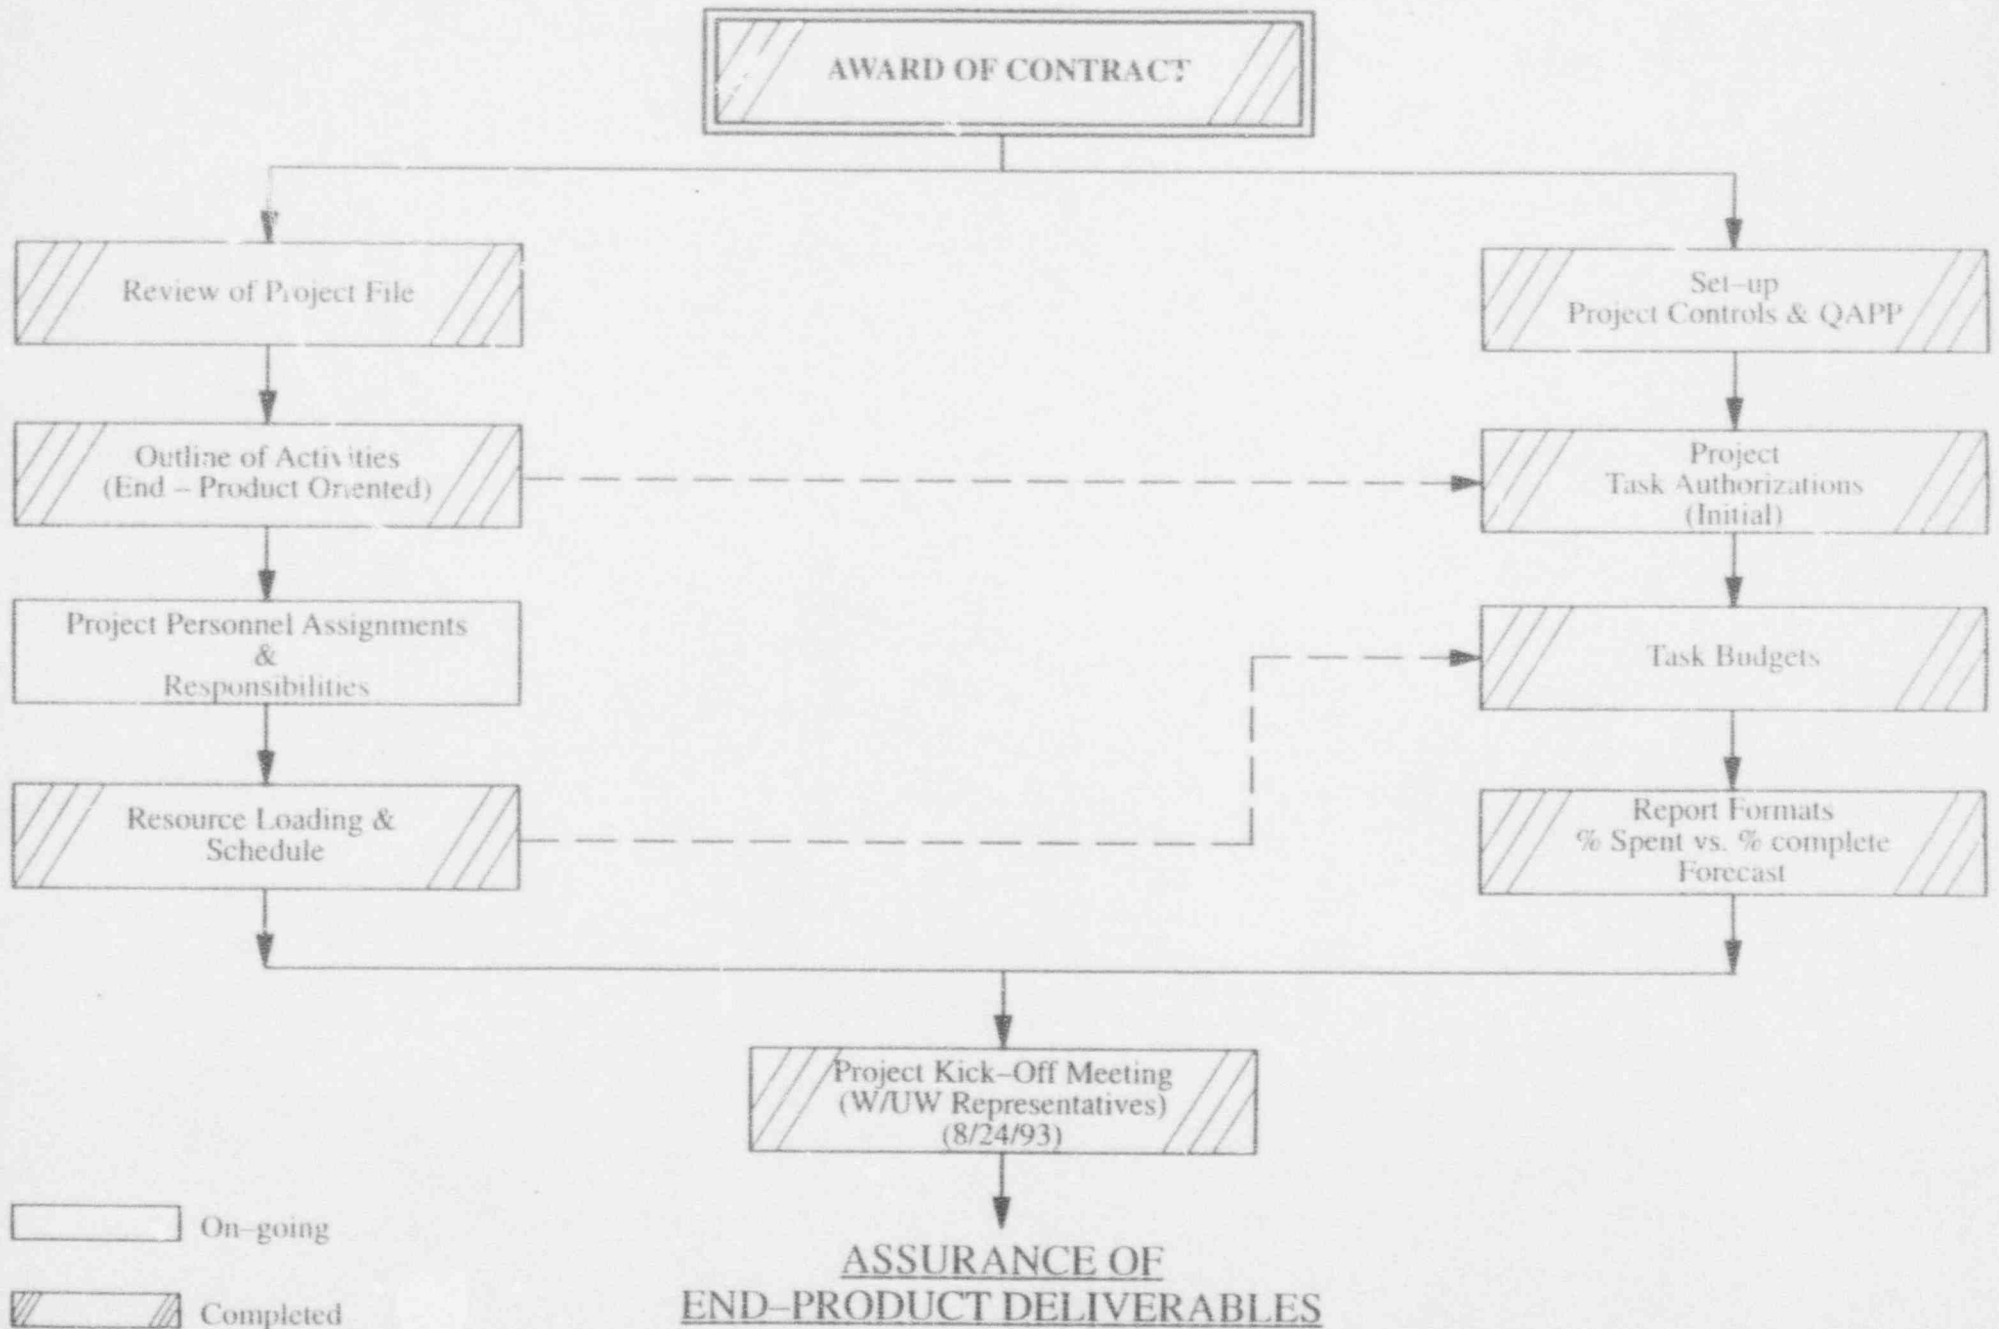 AWARD OF CONTRACT
Review of Project File
Set-up
Project Controls & QAPP
Outline of Activities
(End – Product Oriented)
Project
Task Authorizations
(Initial)
Project Personnel Assignments
&
Responsibilities
Task Budgets
Resource Loading &
Schedule
Report Formats
% Spent vs. % complete
Forecast
Project Kick–Off Meeting
(W/UW Representatives)
(8/24/93)
ASSURANCE OF
END–PRODUCT DELIVERABLES
On–going
Completed